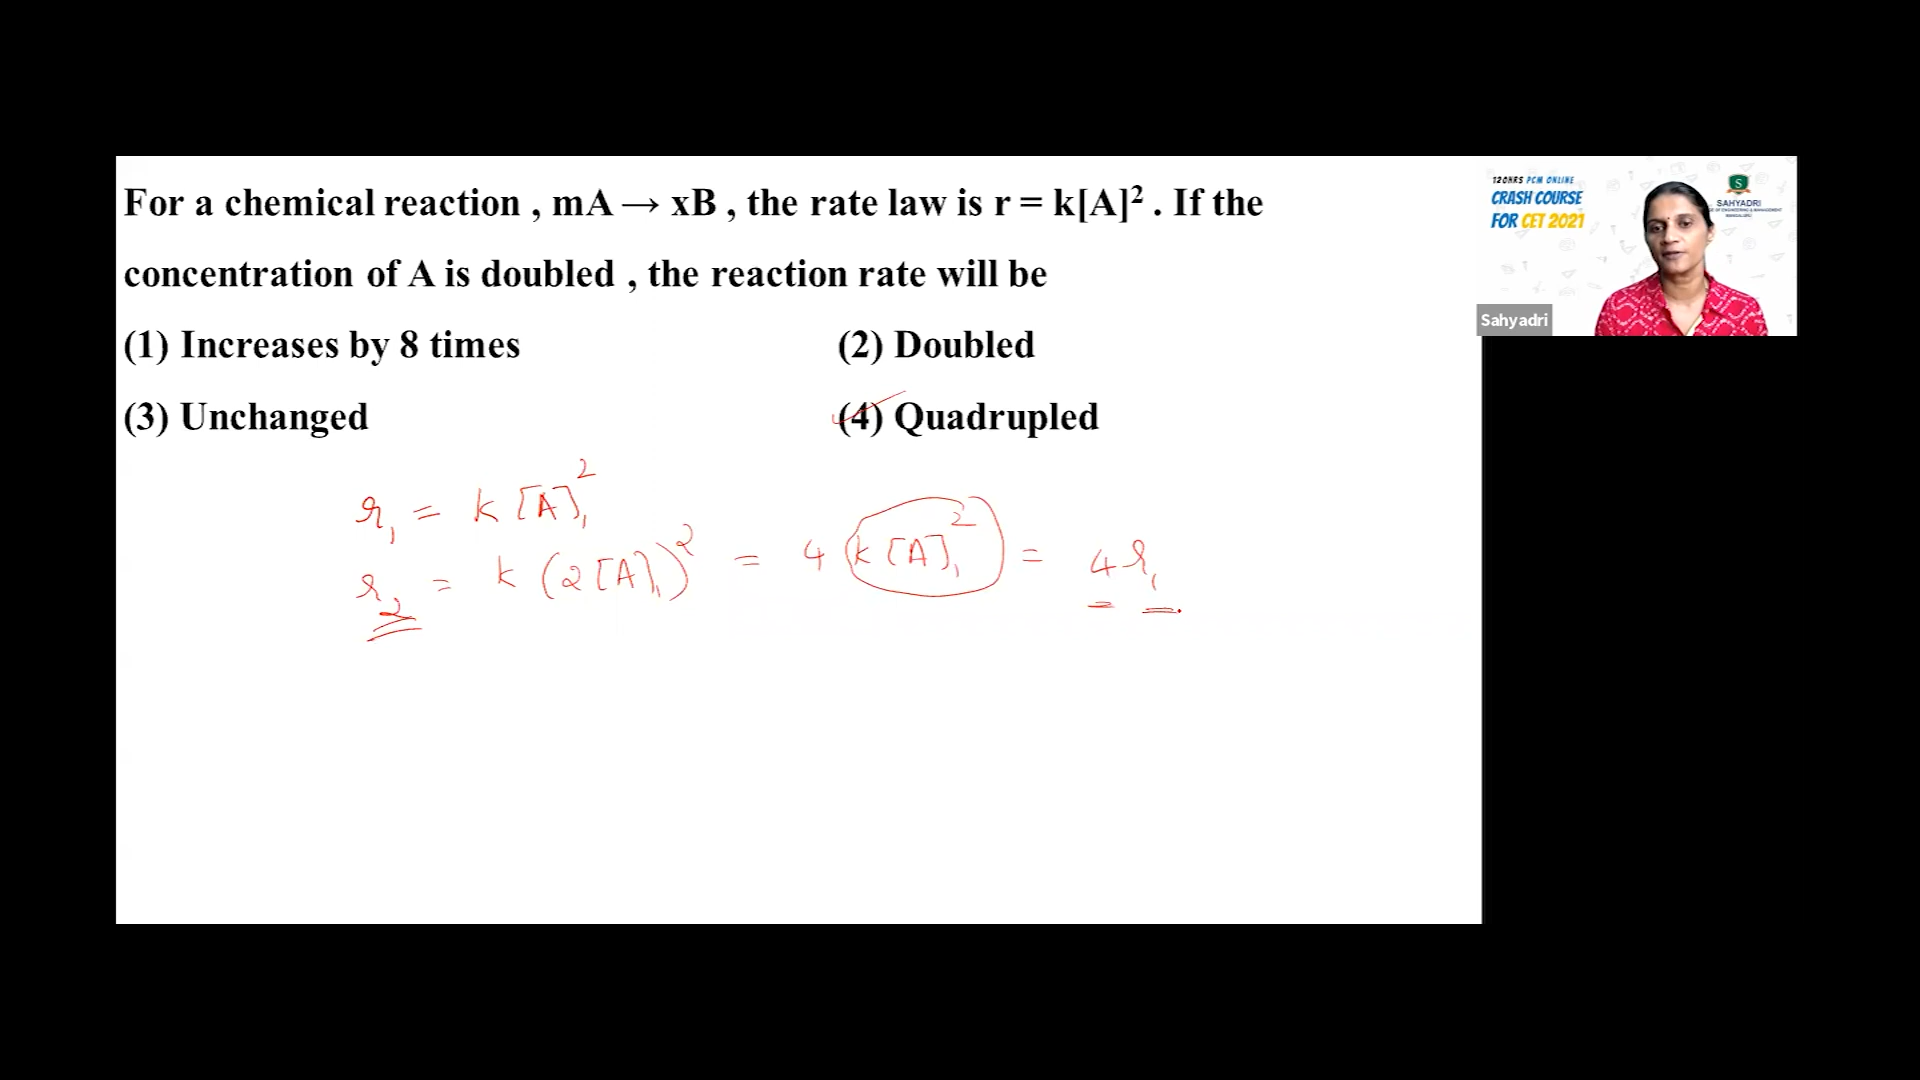 For a chemical reaction , mA → xB , the rate law is r = k[A]² . If the
concentration of A is doubled , the reaction rate will be
(1) Increases by 8 times (2) Doubled
(3) Unchanged (4) Quadrupled
r₁ = k [A]₁²
r₂ = k (2[A]₁)² = 4 k [A]₁² = 4 r₁
120HRS PCM ONLINE
CRASH COURSE
FOR CET 2021
S
SAHYADRI
Sahyadri